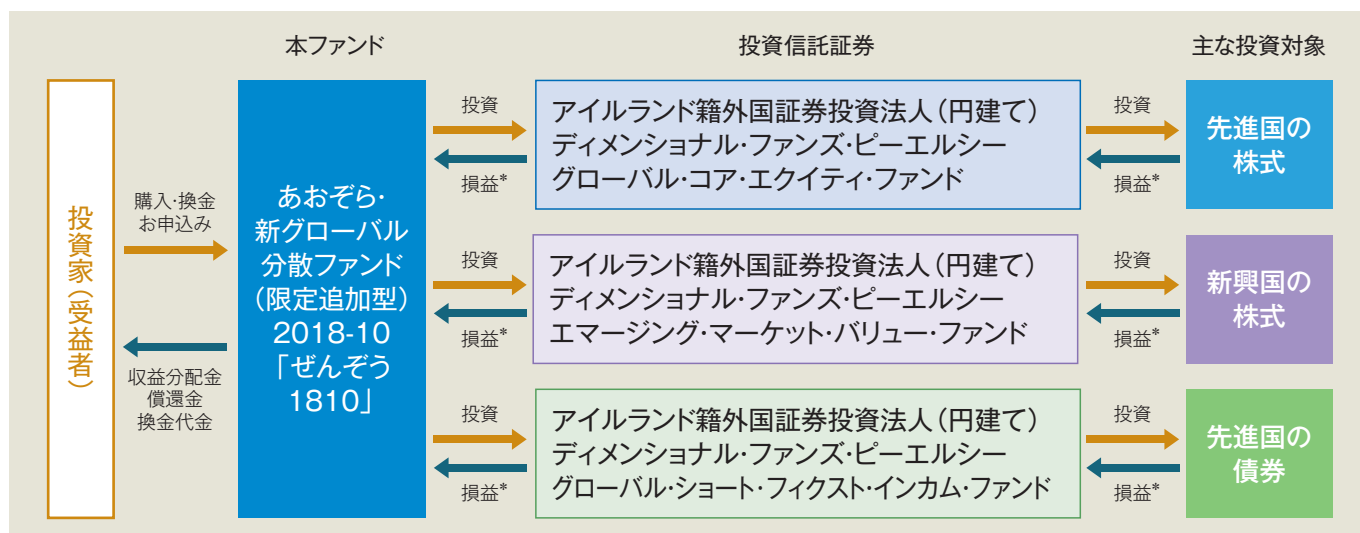 本ファンド
投資信託証券
主な投資対象
投資家（受益者）
購入・換金
お申込み
収益分配金
償還金
換金代金
あおぞら・
新グローバル
分散ファンド
（限定追加型）
2018-10
「ぜんぞう
1810」
投資
損益*
アイルランド籍外国証券投資法人（円建て）
ディメンショナル・ファンズ・ピーエルシー
グローバル・コア・エクイティ・ファンド
投資
損益*
先進国の
株式
投資
損益*
アイルランド籍外国証券投資法人（円建て）
ディメンショナル・ファンズ・ピーエルシー
エマージング・マーケット・バリュー・ファンド
投資
損益*
新興国の
株式
投資
損益*
アイルランド籍外国証券投資法人（円建て）
ディメンショナル・ファンズ・ピーエルシー
グローバル・ショート・フィクスト・インカム・ファンド
投資
損益*
先進国の
債券